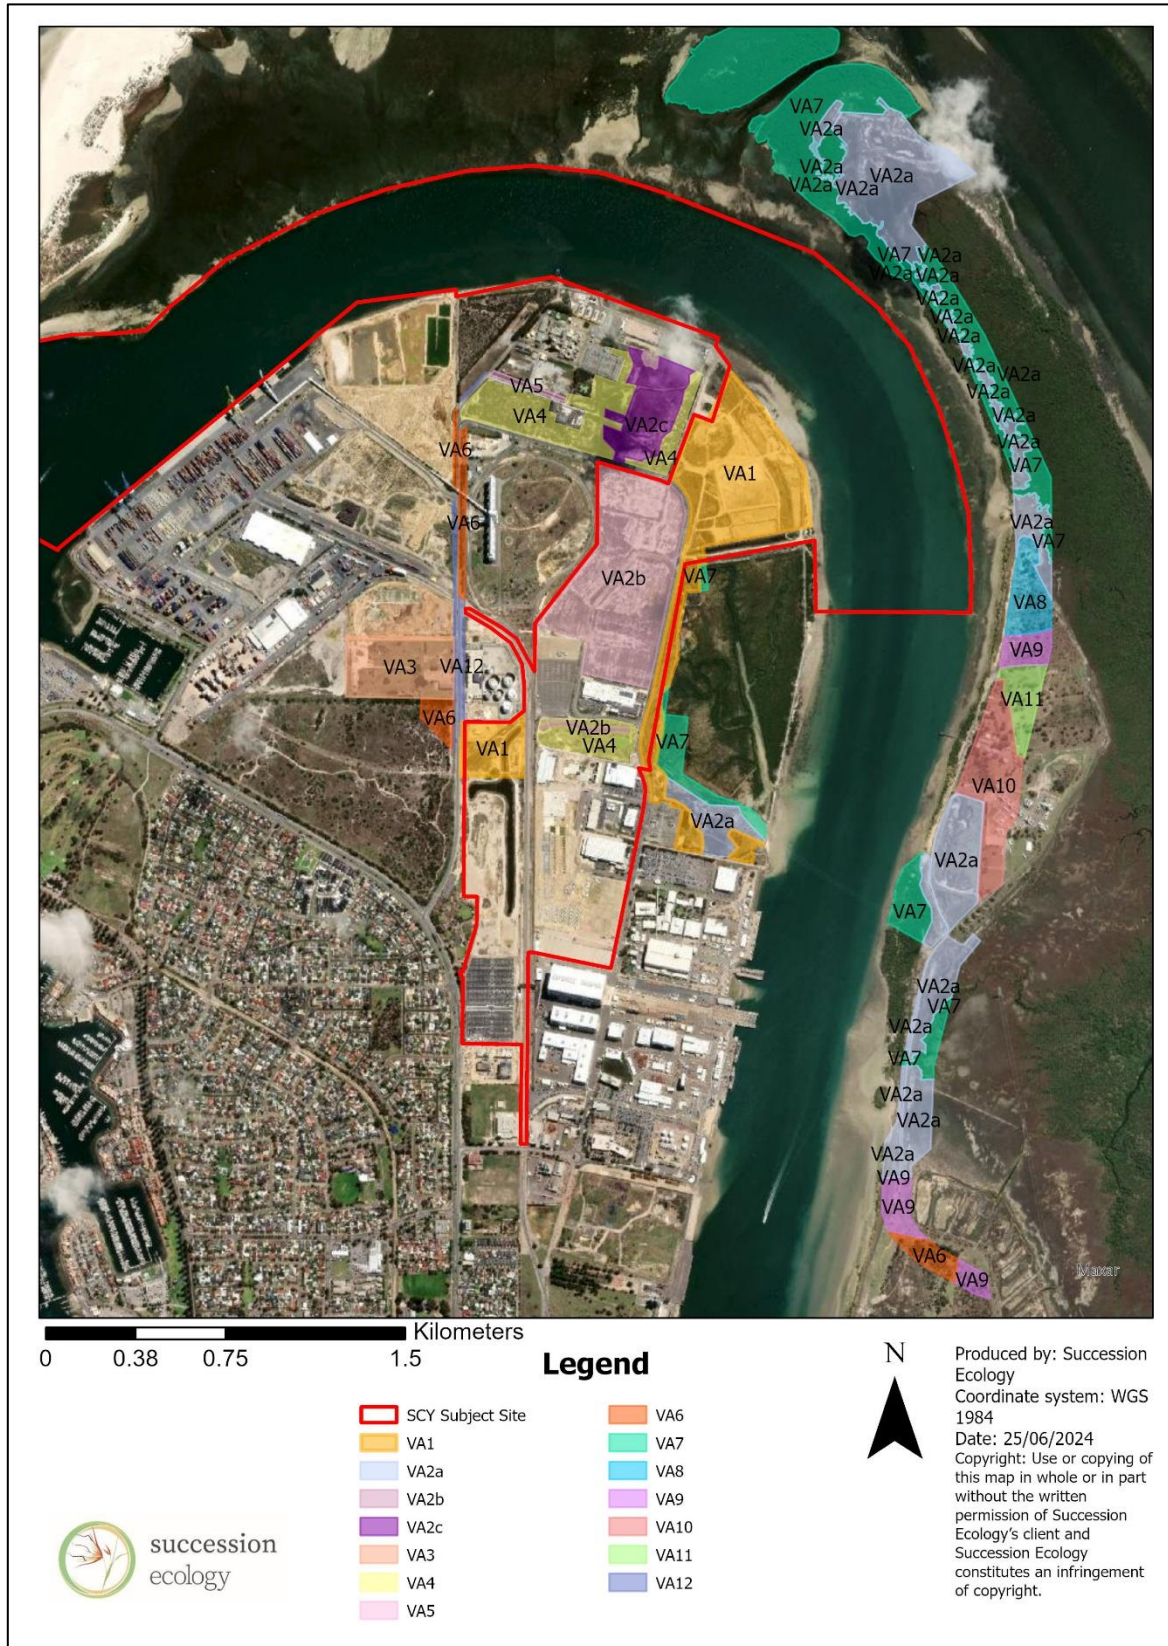 VA7
VA2a
VA2a
VA2a
VA2a
VA2a
VA7
VA2a
VA2a
VA2a
VA2a
VA2a
VA2a
VA2a
VA2a
VA2a
VA2a
VA2a
VA7
VA2a
VA7
VA8
VA9
VA11
VA10
VA2a
VA7
VA2a
VA7
VA2a
VA7
VA2a
VA2a
VA2a
VA9
VA9
VA6
VA9
VA5
VA4
VA2c
VA4
VA6
VA1
VA6
VA2b
VA7
VA3
VA12
VA6
VA1
VA2b
VA4
VA7
VA2a
Maxar
Kilometers
0 0.38 0.75 1.5
Legend
SCY Subject Site
VA1
VA2a
VA2b
VA2c
VA3
VA4
VA5
VA6
VA7
VA8
VA9
VA10
VA11
VA12
N
Produced by: Succession
Ecology
Coordinate system: WGS
1984
Date: 25/06/2024
Copyright: Use or copying of
this map in whole or in part
without the written
permission of Succession
Ecology's client and
Succession Ecology
constitutes an infringement
of copyright.
succession
ecology